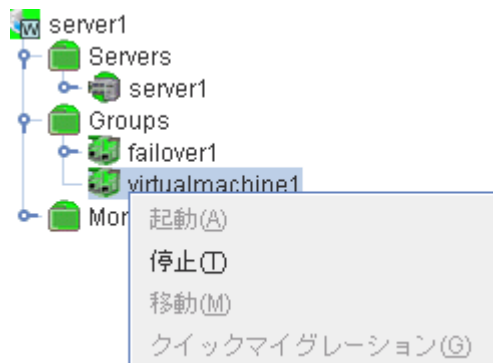 server1
Servers
server1
Groups
failover1
virtualmachine1
Mor
起動(A)
停止(T)
移動(M)
クイックマイグレーション(G)